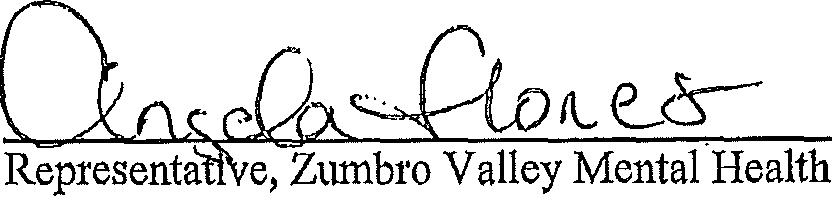 Angela Flores
Representative, Zumbro Valley Mental Health